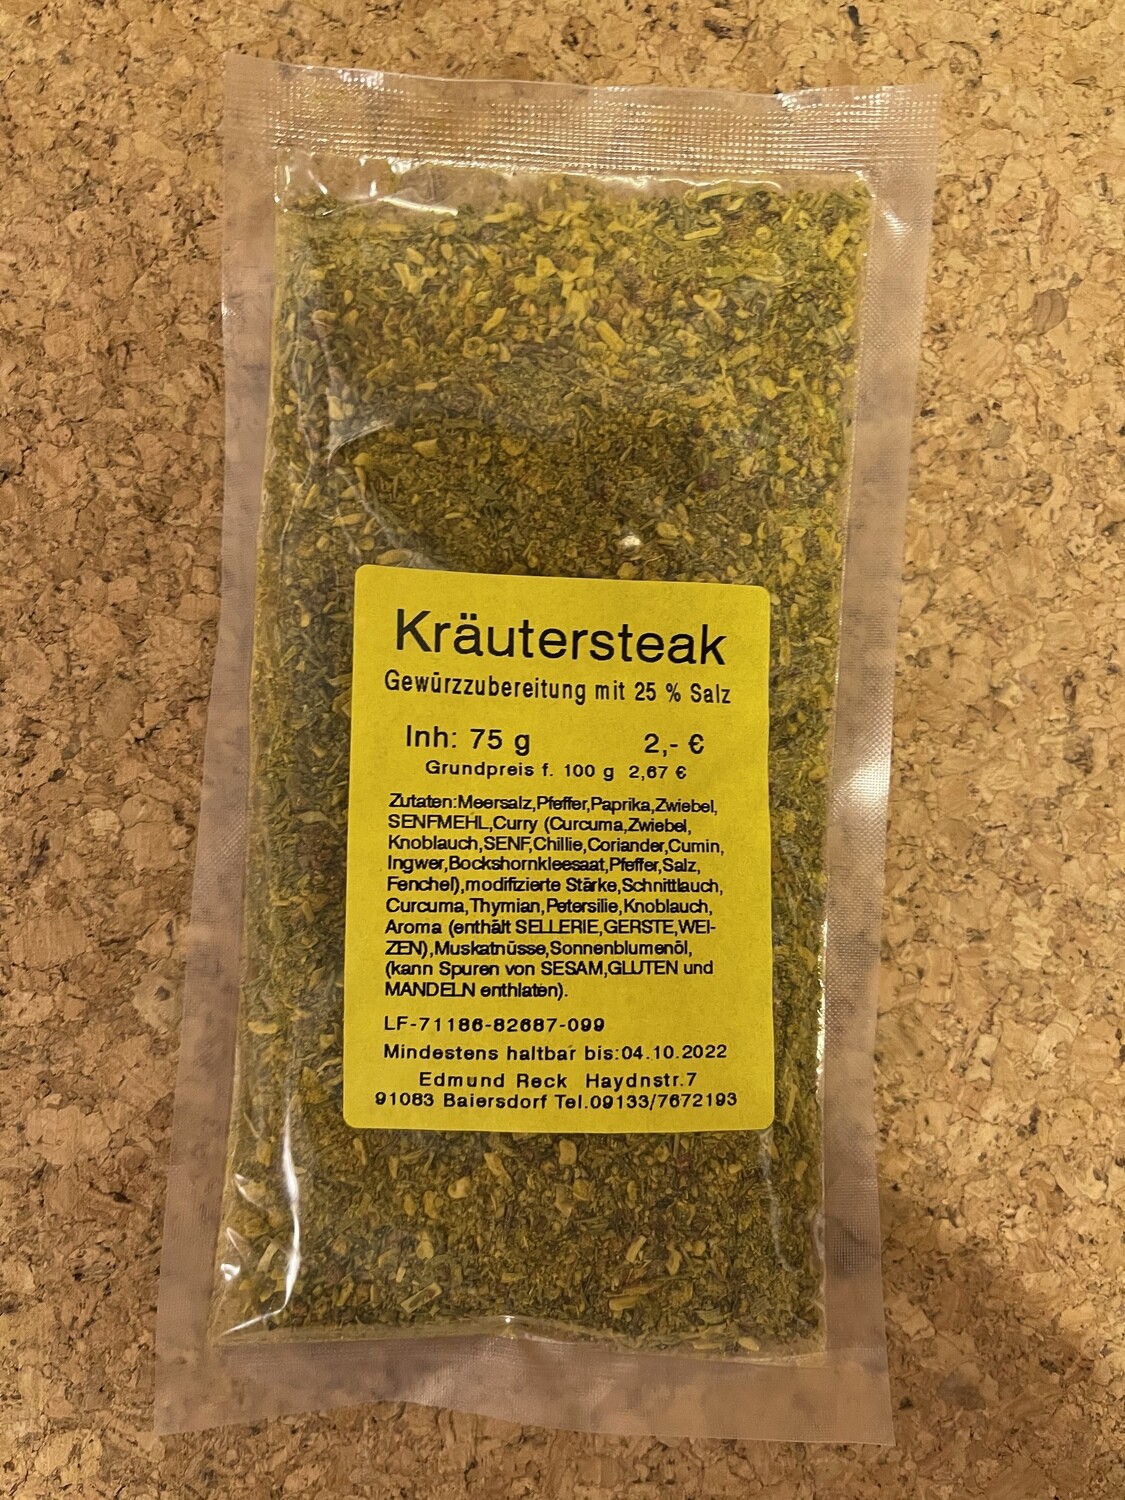 Kräutersteak
Gewürzzubereitung mit 25 % Salz
Inh: 75 g 2,- €
Grundpreis f. 100 g 2,67 €
Zutaten:Meersalz,Pfeffer,Paprika,Zwiebel,
SENFMEHL,Curry (Curcuma,Zwiebel,
Knoblauch,SENF,Chillie,Coriander,Cumin,
Ingwer,Bockshornkleesaat,Pfeffer,Salz,
Fenchel),modifizierte Stärke,Schnittlauch,
Curcuma,Thymian,Petersilie,Knoblauch,
Aroma (enthält SELLERIE,GERSTE,WEI-
ZEN),Muskatnüsse,Sonnenblumenöl,
(kann Spuren von SESAM,GLUTEN und
MANDELN enthlaten).
LF-71186-82687-099
Mindestens haltbar bis:04.10.2022
Edmund Reck Haydnstr.7
91083 Baiersdorf Tel.09133/7672193